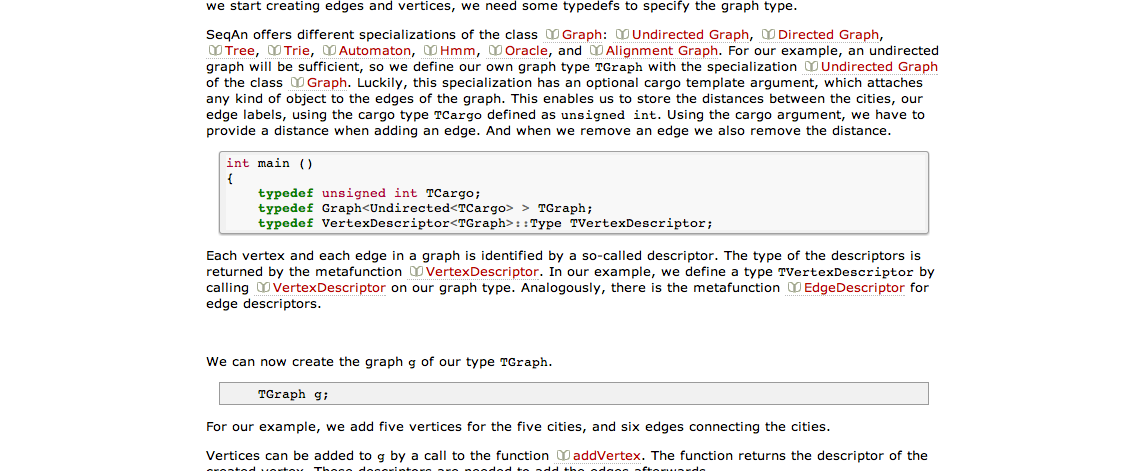 we start creating edges and vertices, we need some typedefs to specify the graph type.
SeqAn offers different specializations of the class Graph: Undirected Graph, Directed Graph,
Tree, Trie, Automaton, Hmm, Oracle, and Alignment Graph. For our example, an undirected
graph will be sufficient, so we define our own graph type TGraph with the specialization Undirected Graph
of the class Graph. Luckily, this specialization has an optional cargo template argument, which attaches
any kind of object to the edges of the graph. This enables us to store the distances between the cities, our
edge labels, using the cargo type TCargo defined as unsigned int. Using the cargo argument, we have to
provide a distance when adding an edge. And when we remove an edge we also remove the distance.
int main ()
{
    typedef unsigned int TCargo;
    typedef Graph<Undirected<TCargo> > TGraph;
    typedef VertexDescriptor<TGraph>::Type TVertexDescriptor;
Each vertex and each edge in a graph is identified by a so-called descriptor. The type of the descriptors is
returned by the metafunction VertexDescriptor. In our example, we define a type TVertexDescriptor by
calling VertexDescriptor on our graph type. Analogously, there is the metafunction EdgeDescriptor for
edge descriptors.
We can now create the graph g of our type TGraph.
    TGraph g;
For our example, we add five vertices for the five cities, and six edges connecting the cities.
Vertices can be added to g by a call to the function addVertex. The function returns the descriptor of the
created vertex. These descriptors are needed to add the edges afterwards.